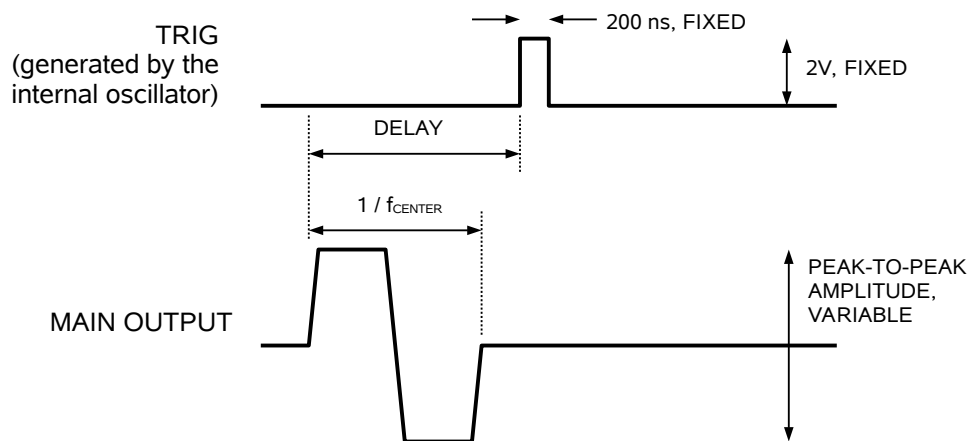 200 ns, FIXED
TRIG
(generated by the
internal oscillator)
2V, FIXED
DELAY
1 / fCENTER
PEAK-TO-PEAK
AMPLITUDE,
VARIABLE
MAIN OUTPUT